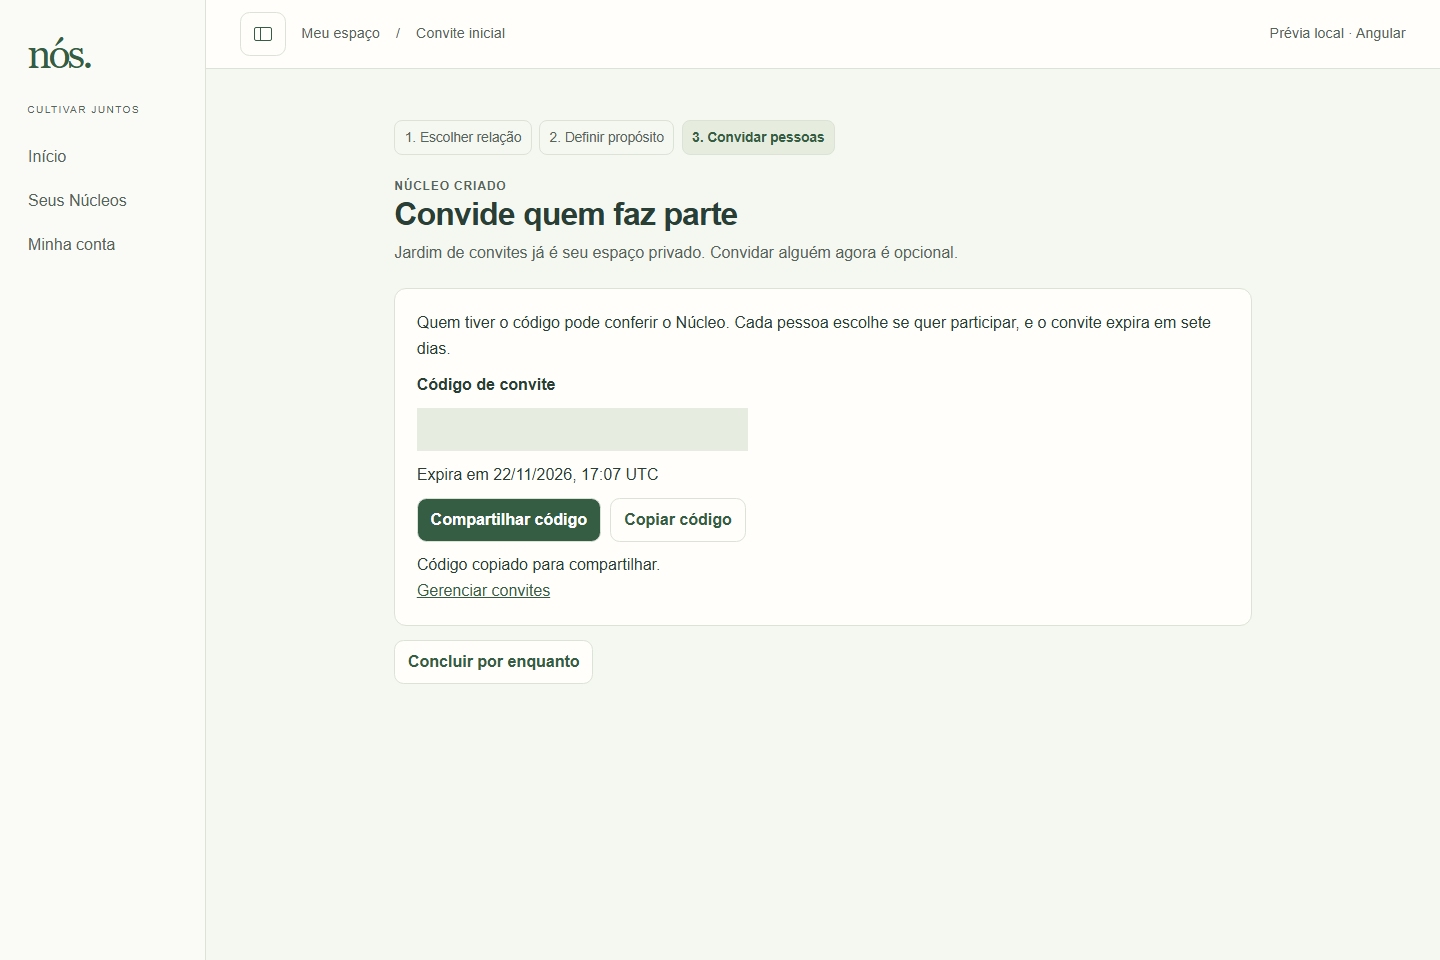 nós.
CULTIVAR JUNTOS
Início
Seus Núcleos
Minha conta
Meu espaço / Convite inicial
Prévia local · Angular
1. Escolher relação
2. Definir propósito
3. Convidar pessoas
NÚCLEO CRIADO
Convide quem faz parte
Jardim de convites já é seu espaço privado. Convidar alguém agora é opcional.
Quem tiver o código pode conferir o Núcleo. Cada pessoa escolhe se quer participar, e o convite expira em sete
dias.
Código de convite
Expira em 22/11/2026, 17:07 UTC
Compartilhar código
Copiar código
Código copiado para compartilhar.
Gerenciar convites
Concluir por enquanto